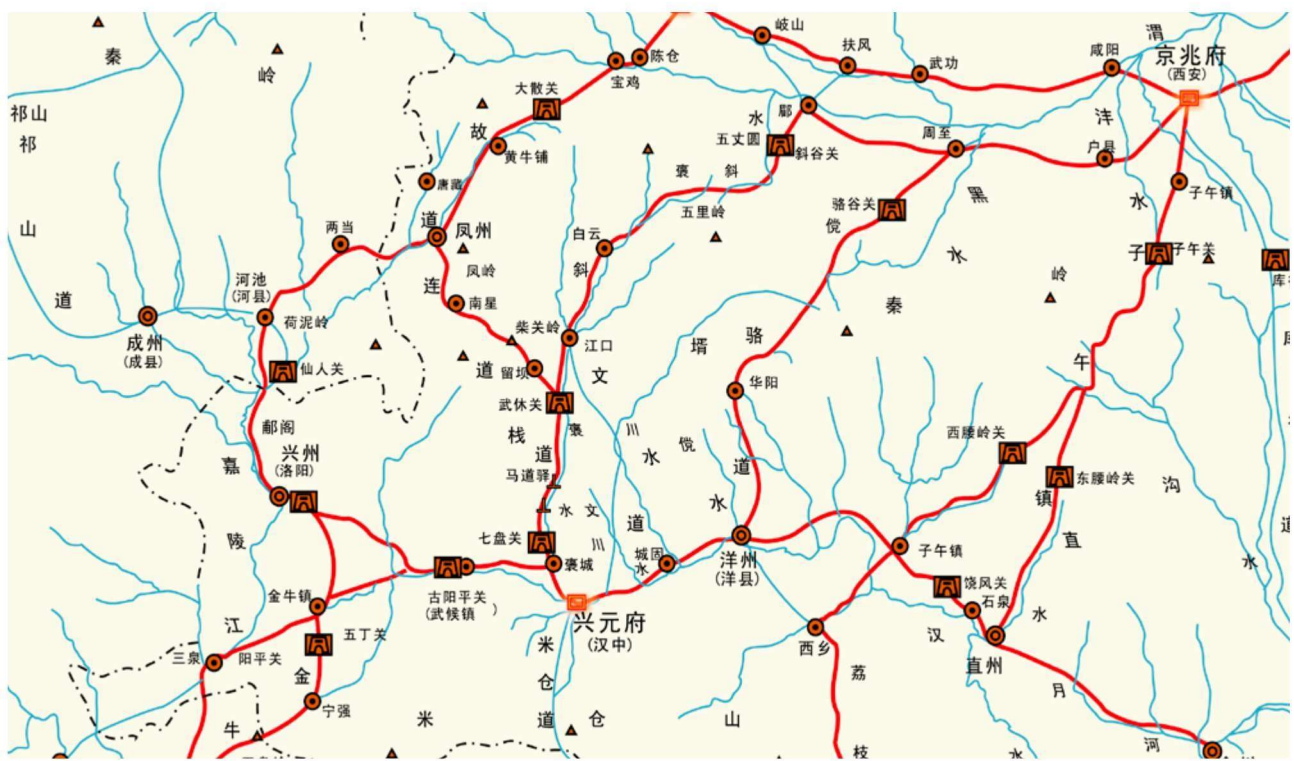 岐山
渭
秦
扶风
咸阳
京兆府
(西安)
陈仓
武功
岭
宝鸡
大散关
祁山
水
郿
沣
祁
故
五丈圆
周至
斜谷关
户县
黄牛铺
褒
斜
唐藏
黑
子午镇
骆谷关
水
五里岭
道
两当
凤州
傥
山
白云
子
子午关
水
凤岭
斜
岭
河池
(河县)
连
库
道
南星
秦
荷泥岭
柴关岭
骆
成州
(成县)
江口
壻
午
仙人关
道
留坝
文
华阳
武休关
郙阁
栈
褒
川
西腰岭关
兴州
(洛阳)
傥
道
水
嘉
道
马道驿
东腰岭关
沟
镇
水
水
文
道
陵
直
道
七盘关
川
城固
子午镇
洋州
(洋县)
褒城
水
水
饶风关
金牛镇
古阳平关
(武候镇
)
石泉
水
江
兴元府
(汉中)
五丁关
汉
米
西乡
三泉
阳平关
直州
金
仓
荔
月
宁强
牛
米
道
仓
山
河
枝
水